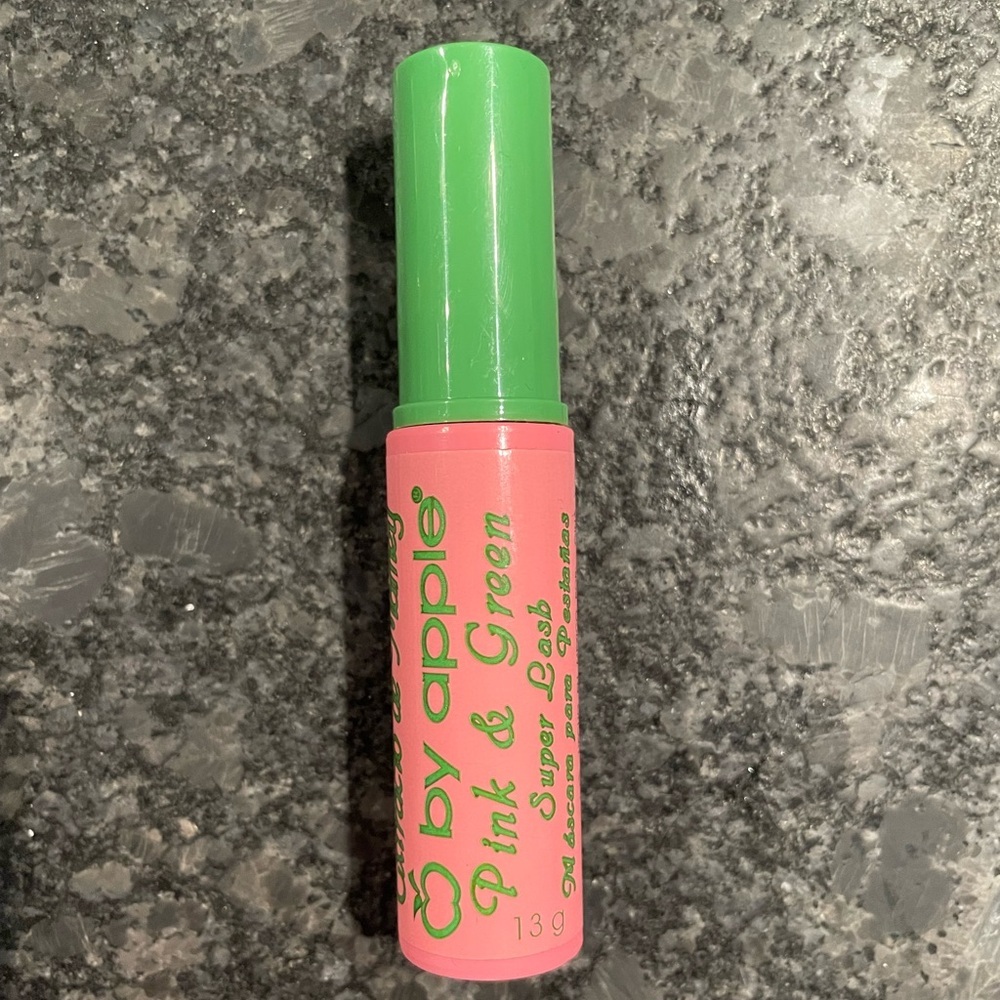 by apple®
Pink & Green
Super Lash
Máscara para Pestañas
13 g